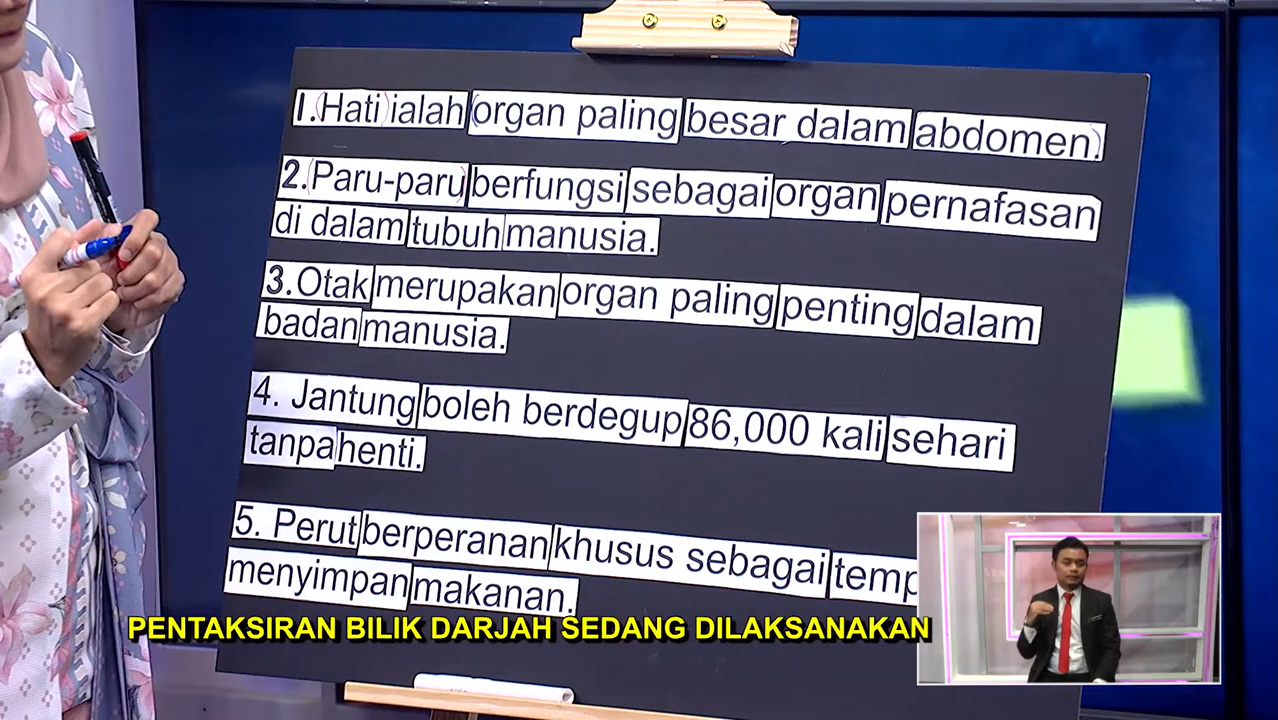 1.(Hati) ialah (organ paling besar dalam abdomen.)
2.(Paru-paru) berfungsi sebagai organ pernafasan
di dalam tubuh manusia.
3.Otak merupakan organ paling penting dalam
badan manusia.
4. Jantung boleh berdegup 86,000 kali sehari
tanpa henti.
5. Perut berperanan khusus sebagai
menyimpan makanan.
PENTAKSIRAN BILIK DARJAH SEDANG DILAKSANAKAN